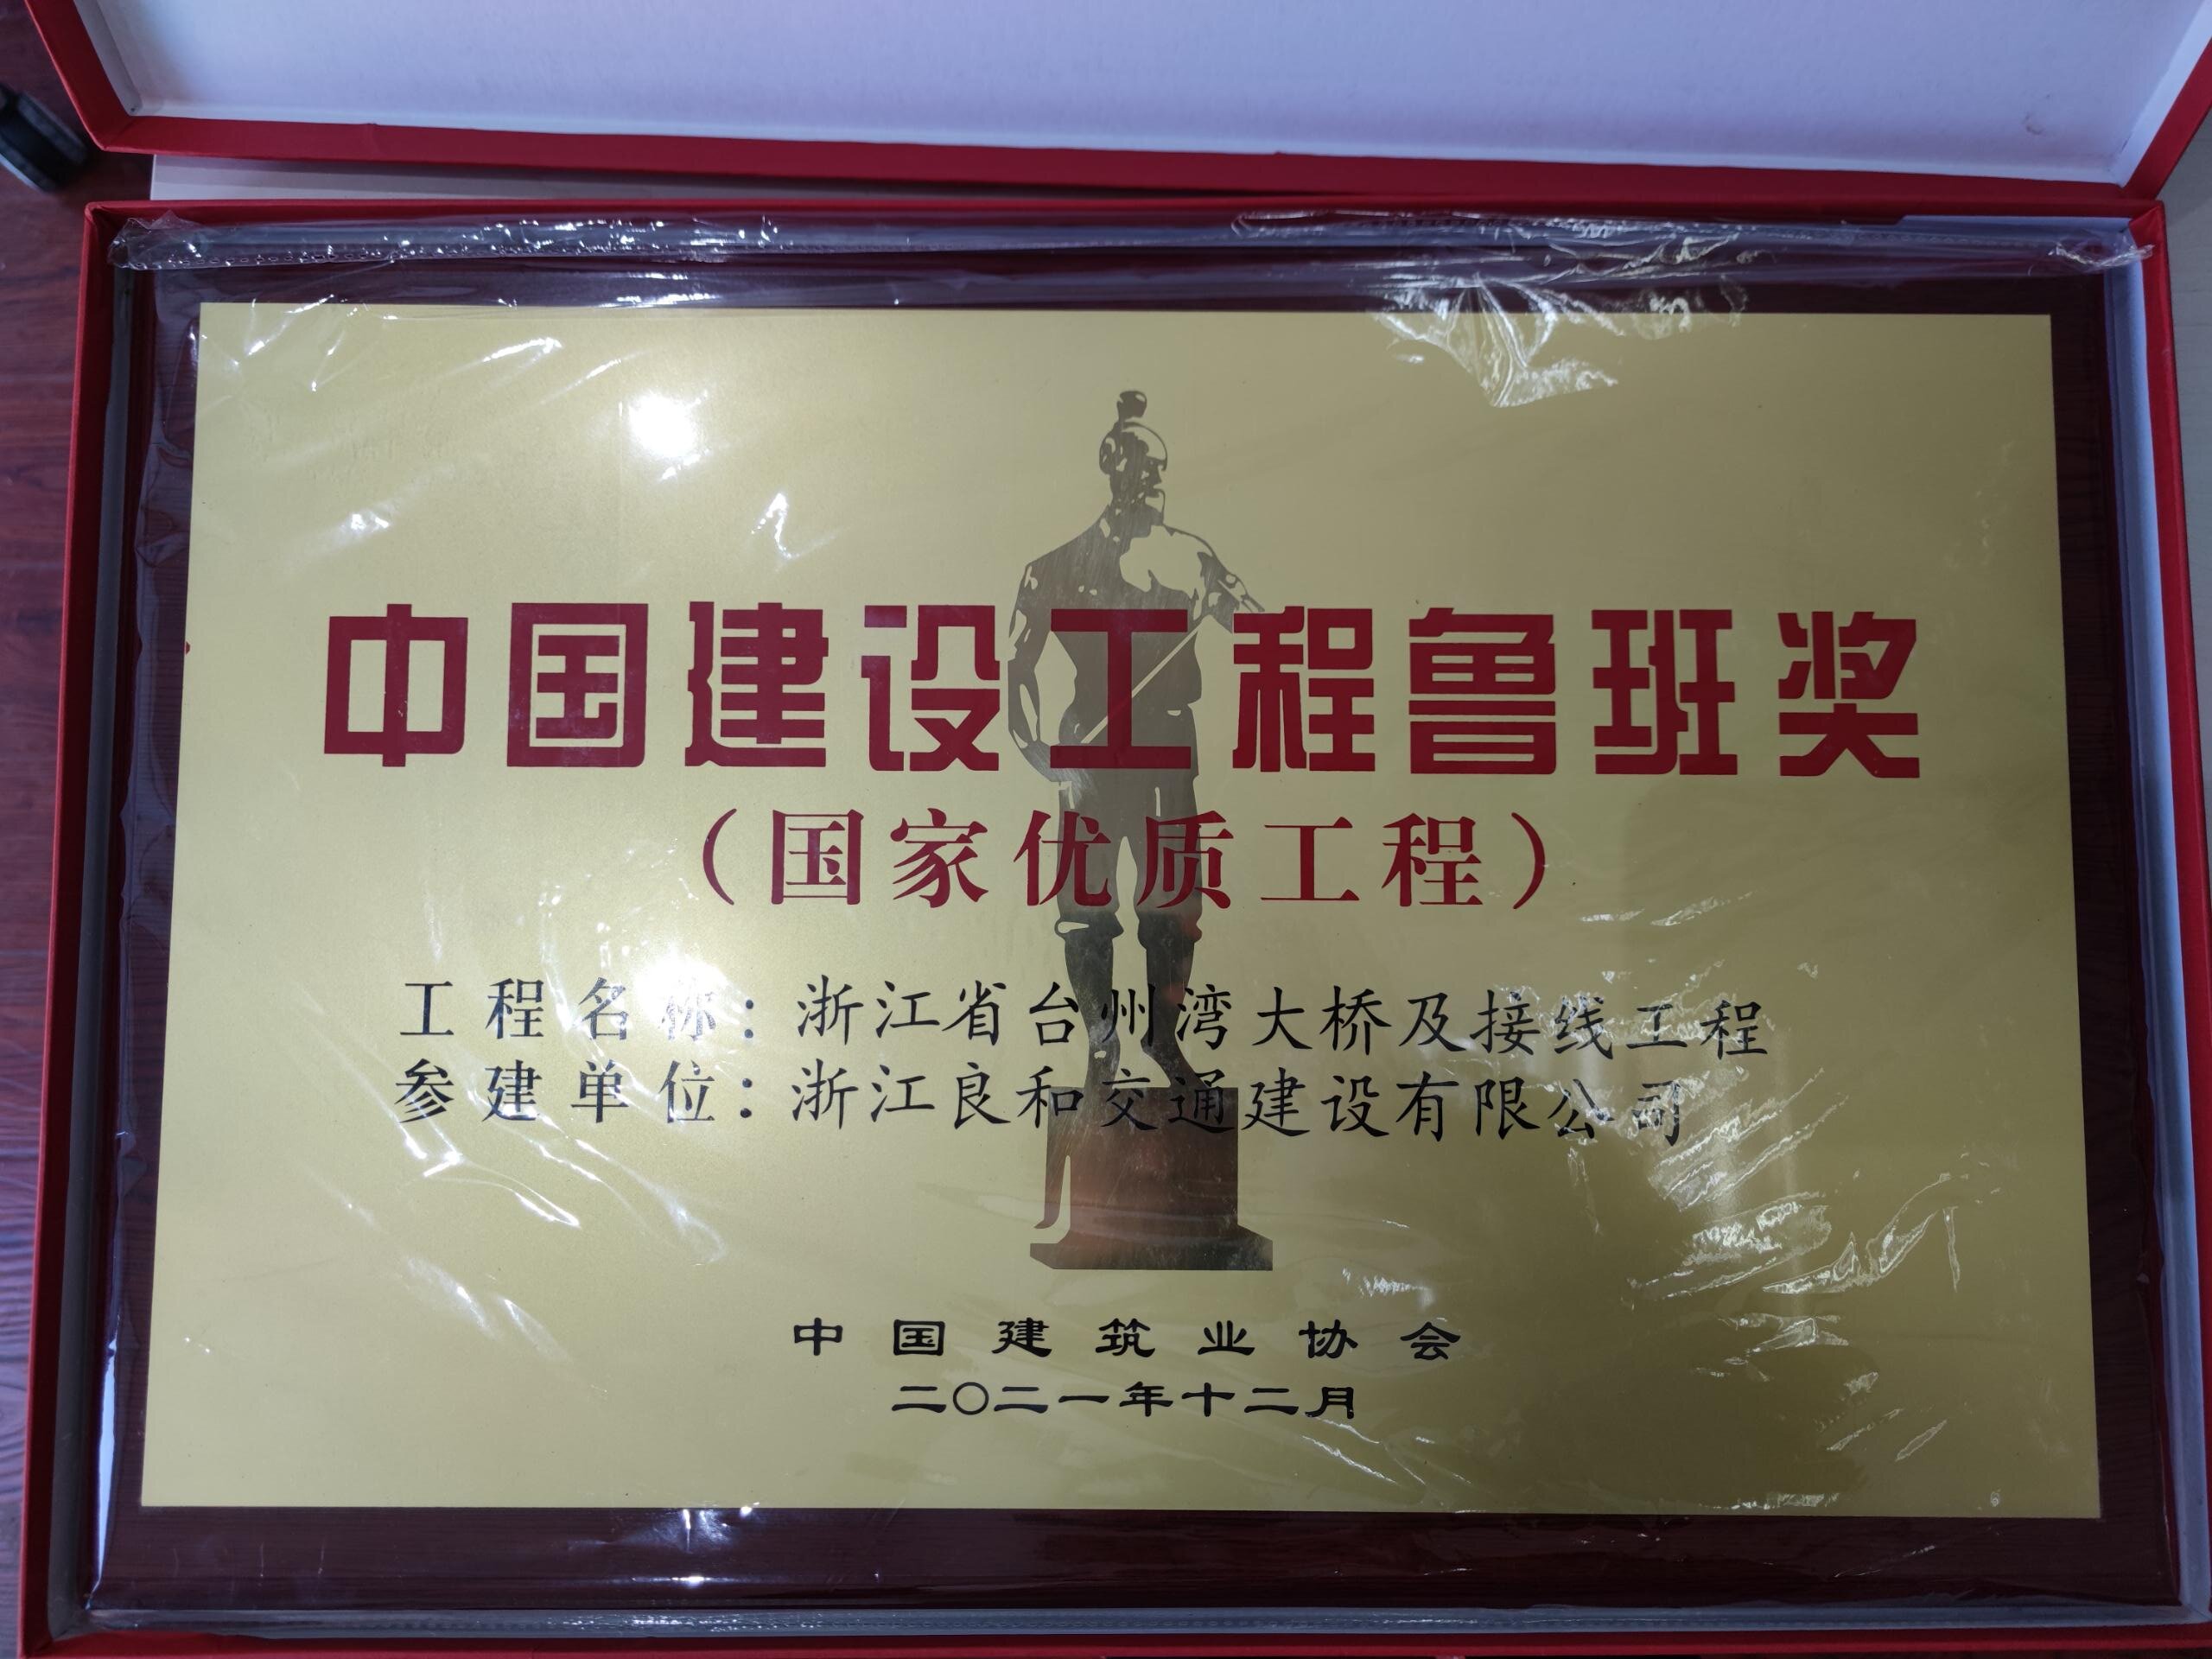 中国建设工程鲁班奖
（国家优质工程）
工程名称：浙江省台州湾大桥及接线工程
参建单位：浙江良和交通建设有限公司
中国建筑业协会
二〇二一年十二月